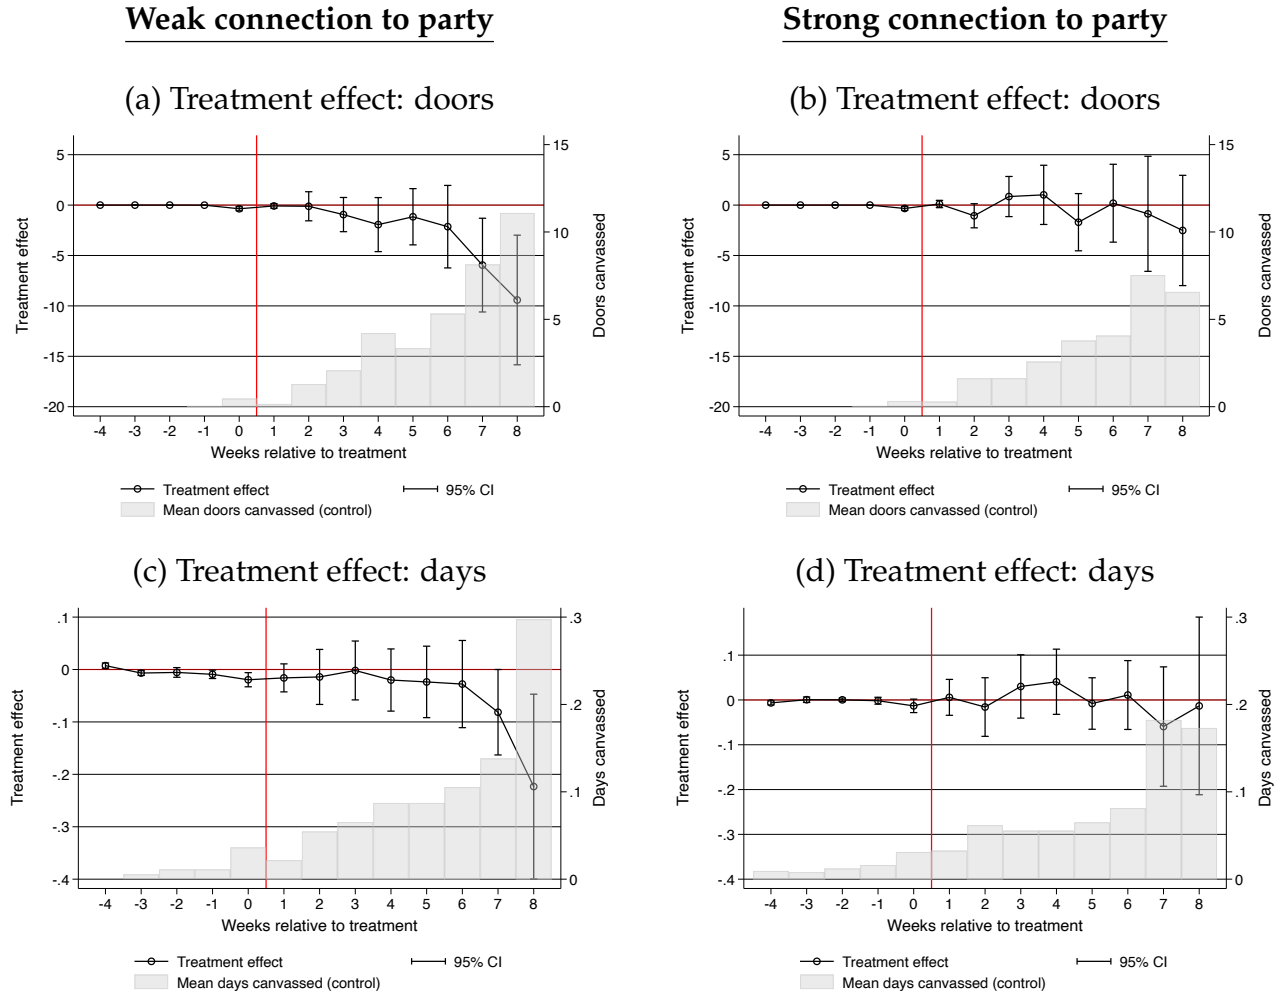 Weak connection to party
Strong connection to party
(a) Treatment effect: doors
(b) Treatment effect: doors
Treatment effect
5
0
-5
-10
-15
-20
15
10
5
0
Doors canvassed
-4 -3 -2 -1 0 1 2 3 4 5 6 7 8
Weeks relative to treatment
Treatment effect
95% CI
Mean doors canvassed (control)
Treatment effect
5
0
-5
-10
-15
-20
15
10
5
0
Doors canvassed
-4 -3 -2 -1 0 1 2 3 4 5 6 7 8
Weeks relative to treatment
Treatment effect
95% CI
Mean doors canvassed (control)
(c) Treatment effect: days
(d) Treatment effect: days
Treatment effect
.1
0
-.1
-.2
-.3
-.4
.3
.2
.1
0
Days canvassed
-4 -3 -2 -1 0 1 2 3 4 5 6 7 8
Weeks relative to treatment
Treatment effect
95% CI
Mean days canvassed (control)
Treatment effect
.1
0
-.1
-.2
-.3
-.4
.3
.2
.1
0
Days canvassed
-4 -3 -2 -1 0 1 2 3 4 5 6 7 8
Weeks relative to treatment
Treatment effect
95% CI
Mean days canvassed (control)